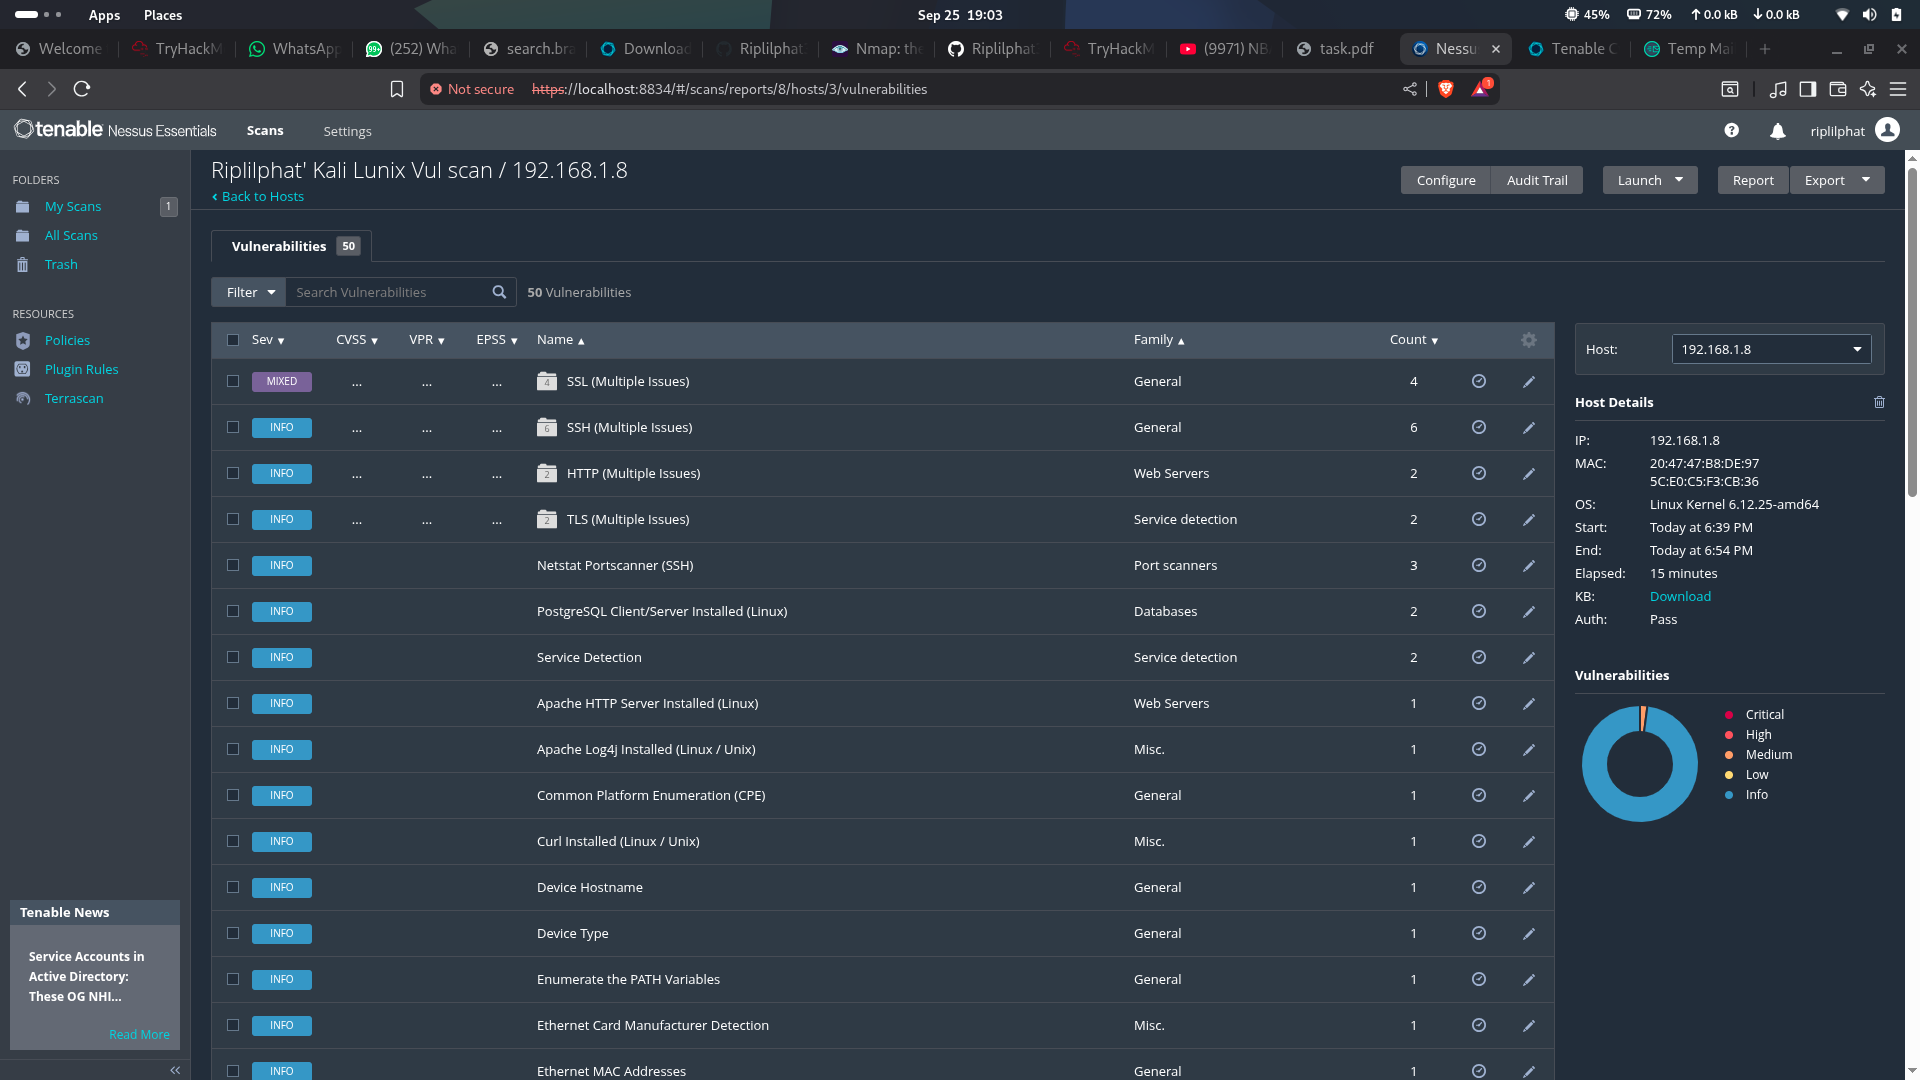 Apps Places Sep 25 19:03 45% 72% 0.0 kB 0.0 kB
Welcome TryHackM WhatsApp (252) Wha search.bra Download Riplilphat Nmap: the Riplilphat TryHackM (9971) NB task.pdf Nessu Tenable C Temp Mai
Not secure https://localhost:8834/#/scans/reports/8/hosts/3/vulnerabilities 1
tenable Nessus Essentials Scans Settings riplilphat
FOLDERS
My Scans 1
All Scans
Trash
RESOURCES
Policies
Plugin Rules
Terrascan
Tenable News
Service Accounts in
Active Directory:
These OG NHI...
Read More
Riplilphat' Kali Lunix Vul scan / 192.168.1.8
Back to Hosts
Configure Audit Trail Launch Report Export
Vulnerabilities 50
Filter Search Vulnerabilities 50 Vulnerabilities
Sev CVSS VPR EPSS Name Family Count
MIXED ... ... ... 4 SSL (Multiple Issues) General 4
INFO ... ... ... 6 SSH (Multiple Issues) General 6
INFO ... ... ... 2 HTTP (Multiple Issues) Web Servers 2
INFO ... ... ... 2 TLS (Multiple Issues) Service detection 2
INFO Netstat Portscanner (SSH) Port scanners 3
INFO PostgreSQL Client/Server Installed (Linux) Databases 2
INFO Service Detection Service detection 2
INFO Apache HTTP Server Installed (Linux) Web Servers 1
INFO Apache Log4j Installed (Linux / Unix) Misc. 1
INFO Common Platform Enumeration (CPE) General 1
INFO Curl Installed (Linux / Unix) Misc. 1
INFO Device Hostname General 1
INFO Device Type General 1
INFO Enumerate the PATH Variables General 1
INFO Ethernet Card Manufacturer Detection Misc. 1
INFO Ethernet MAC Addresses General 1
Host: 192.168.1.8
Host Details
IP: 192.168.1.8
MAC: 20:47:47:B8:DE:97
5C:E0:C5:F3:CB:36
OS: Linux Kernel 6.12.25-amd64
Start: Today at 6:39 PM
End: Today at 6:54 PM
Elapsed: 15 minutes
KB: Download
Auth: Pass
Vulnerabilities
Critical
High
Medium
Low
Info